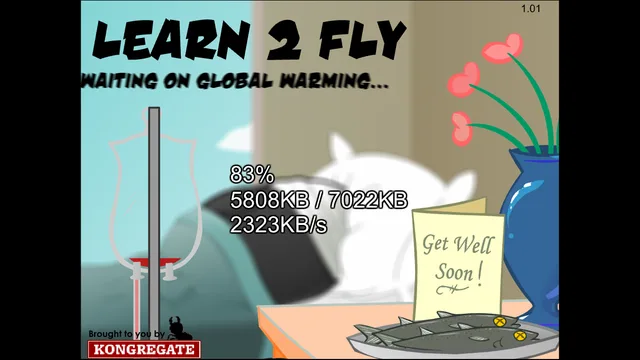 1.01
LEARN 2 FLY
WAITING ON GLOBAL WARMING...
83%
5808KB / 7022KB
2323KB/s
Get Well
Soon!
Brought to you by
KONGREGATE